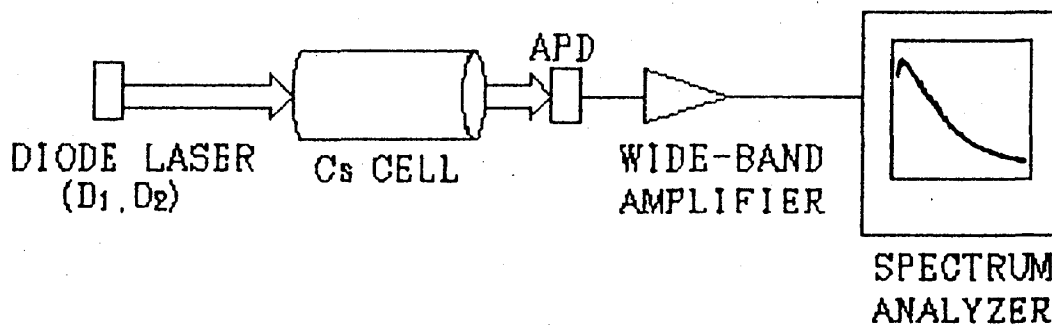 APD
DIODE LASER
(D1, D2)
Cs CELL
WIDE-BAND
AMPLIFIER
SPECTRUM
ANALYZER